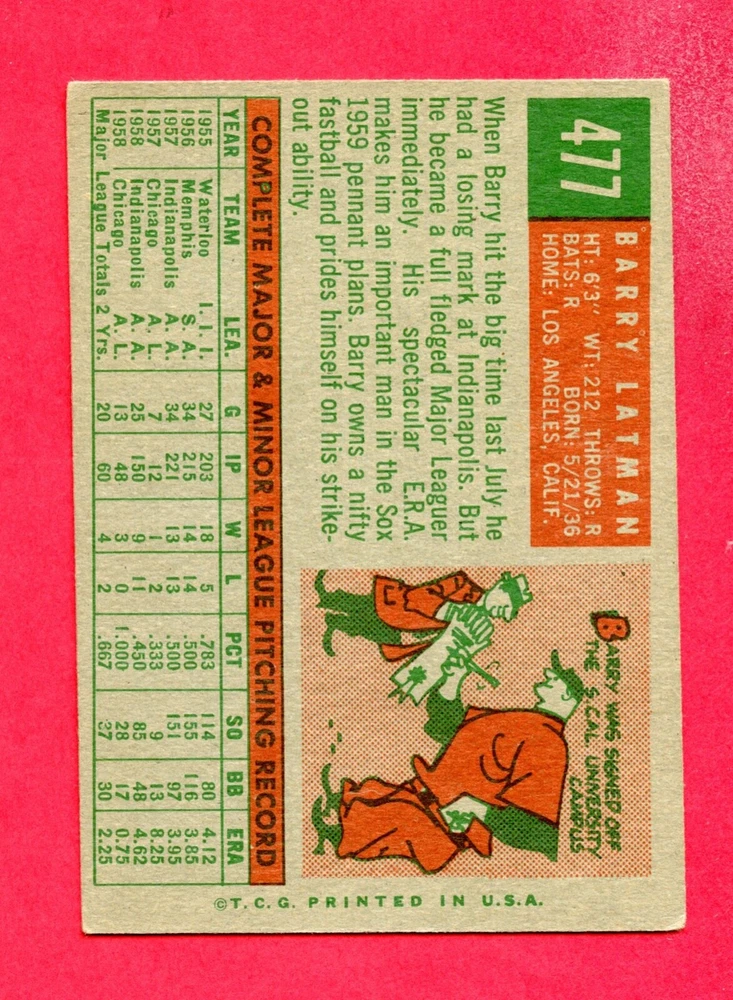 477
BARRY LATMAN
HT: 6'3" WT: 212 THROWS: R
BATS: R BORN: 5/21/36
HOME: LOS ANGELES, CALIF.
When Barry hit the big time last July he
had a losing mark at Indianapolis. But
he became a full fledged Major Leaguer
immediately. His spectacular E.R.A.
makes him an important man in the Sox
1959 pennant plans. Barry owns a nifty
fastball and prides himself on his strike-
out ability.
BARRY WAS SIGNED OFF
THE S. CAL. UNIVERSITY
CAMPUS
COMPLETE MAJOR & MINOR LEAGUE PITCHING RECORD
YEAR TEAM LEA. G IP W L PCT SO BB ERA
1955 Waterloo I. I. I. 27 203 18 5 .783 114 80 4.12
1956 Memphis S. A. 34 215 14 14 .500 155 116 3.85
1957 Indianapolis A. A. 34 221 13 13 .500 151 97 3.95
1957 Chicago A. L. 7 12 1 2 .333 9 13 8.25
1958 Indianapolis A. A. 25 150 9 11 .450 85 48 4.62
1958 Chicago A. L. 13 48 3 0 1.000 28 17 0.75
Major League Totals 2 Yrs. 20 60 4 2 .667 37 30 2.25
©T.C.G. PRINTED IN U.S.A.